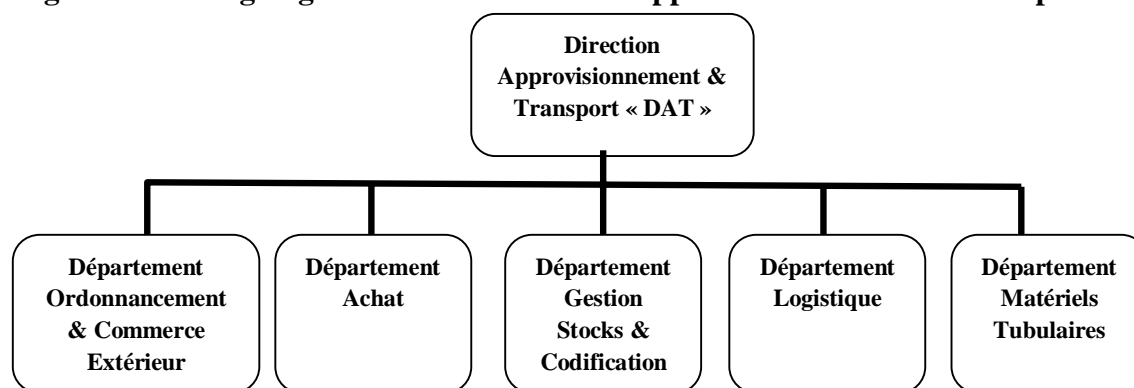 Direction
Approvisionnement &
Transport « DAT »
Département
Ordonnancement
& Commerce
Extérieur
Département
Achat
Département
Gestion
Stocks &
Codification
Département
Logistique
Département
Matériels
Tubulaires